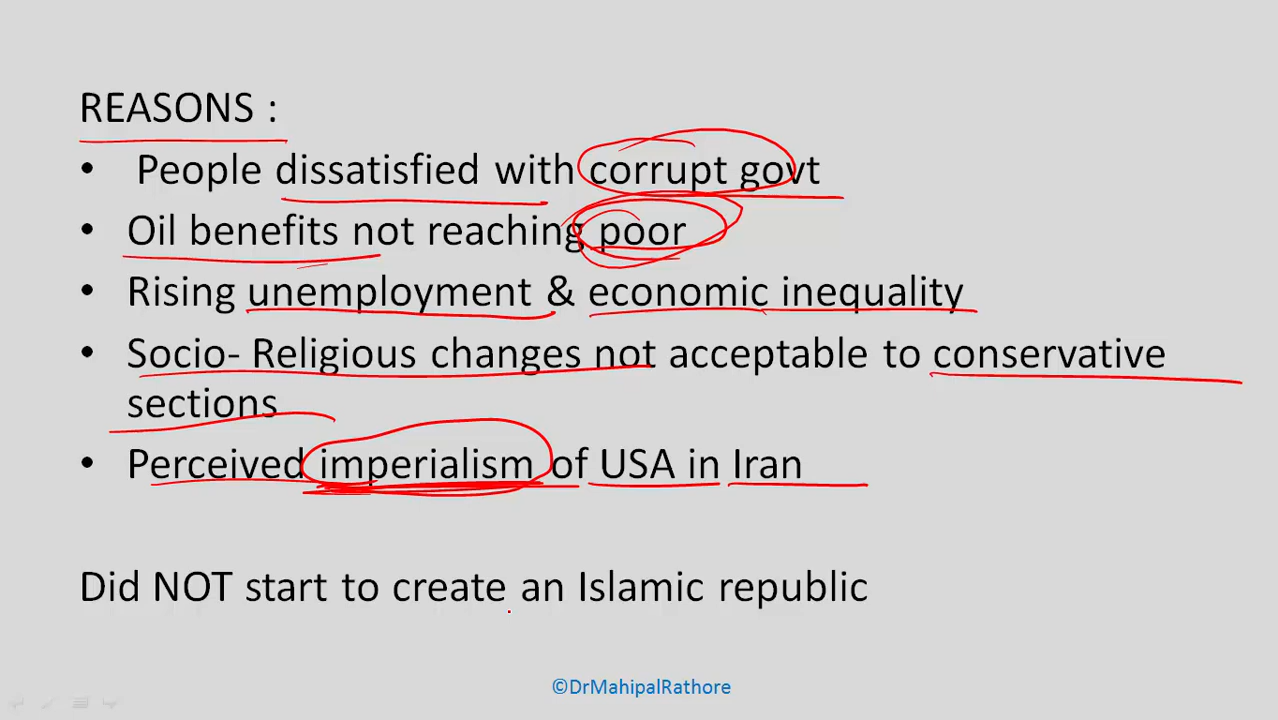 REASONS :
• People dissatisfied with corrupt govt
• Oil benefits not reaching poor
• Rising unemployment & economic inequality
• Socio- Religious changes not acceptable to conservative
sections
• Perceived imperialism of USA in Iran
Did NOT start to create an Islamic republic
©DrMahipalRathore